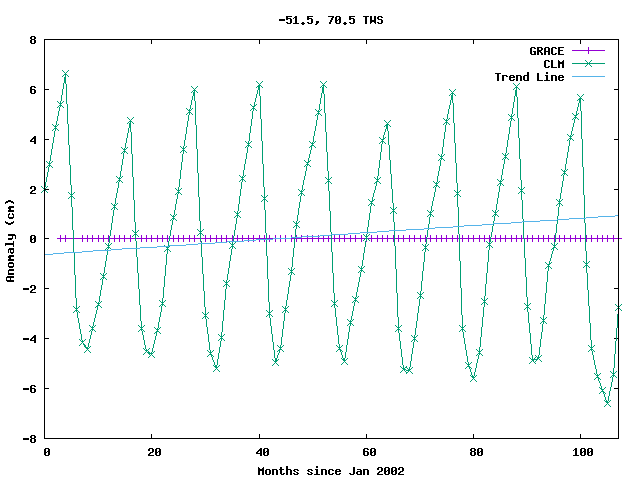 -51.5, 70.5 TWS
GRACE
CLM
Trend Line
Anomaly (cm)
8
6
4
2
0
-2
-4
-6
-8
0 20 40 60 80 100
Months since Jan 2002